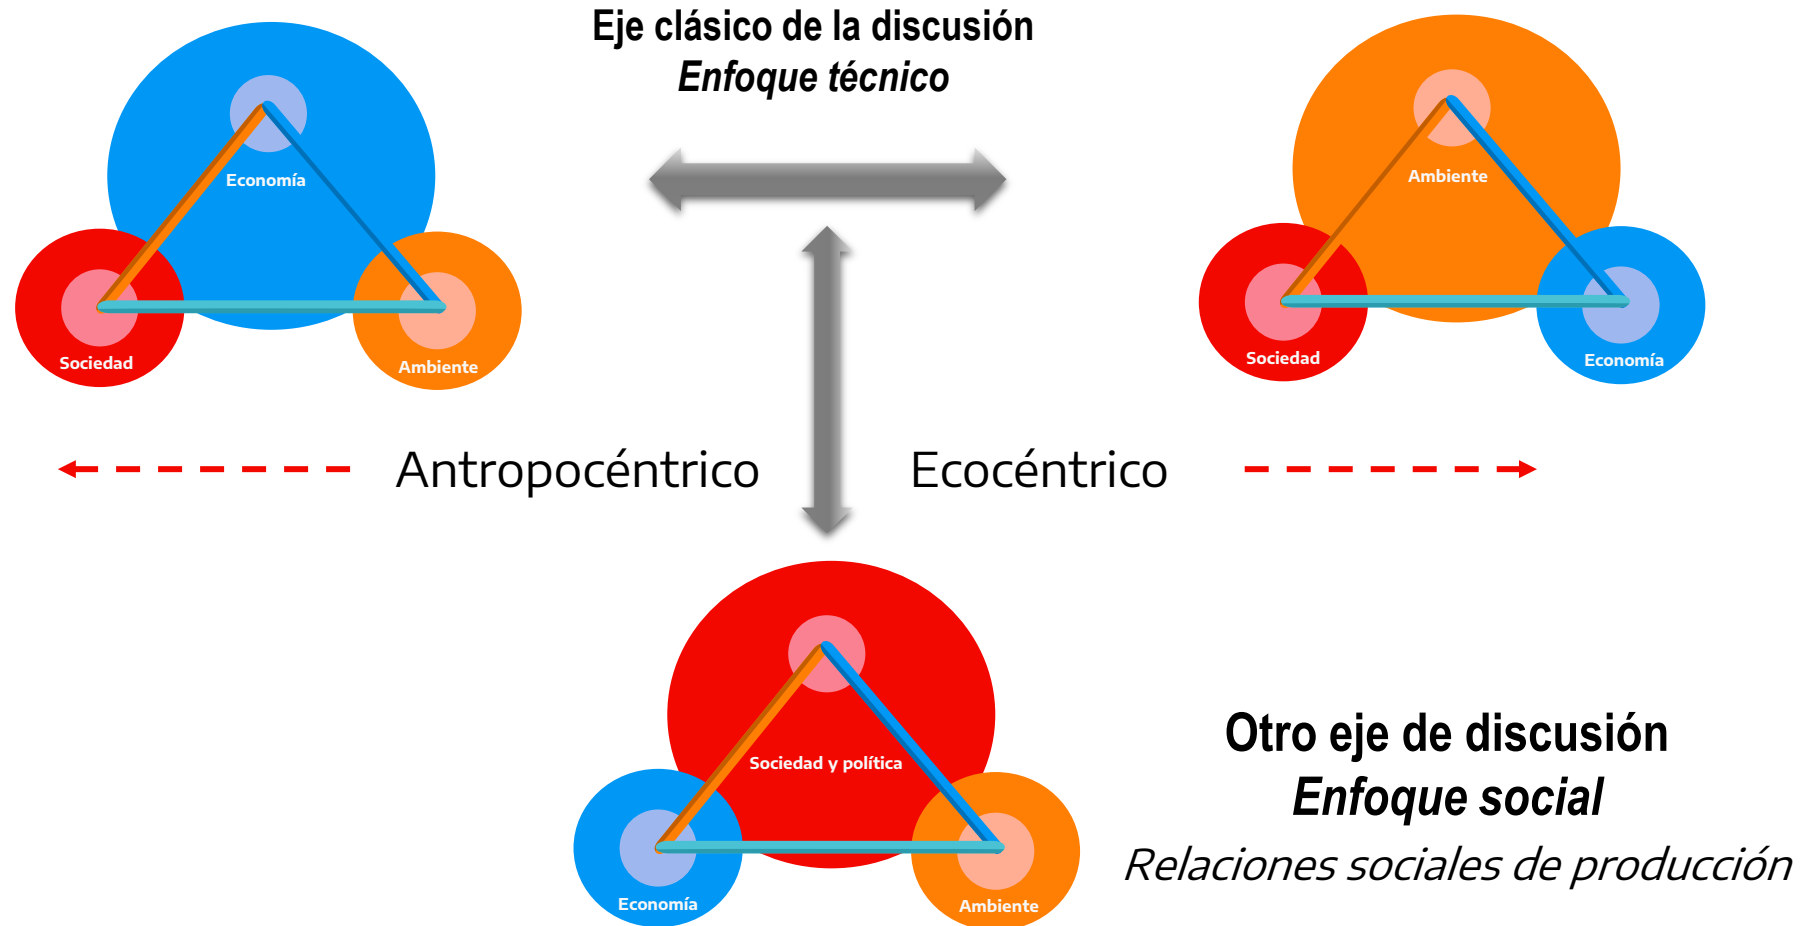 Eje clásico de la discusión
Enfoque técnico
Economía
Sociedad
Ambiente
Ambiente
Sociedad
Economía
Antropocéntrico
Ecocéntrico
Sociedad y política
Economía
Ambiente
Otro eje de discusión
Enfoque social
Relaciones sociales de producción